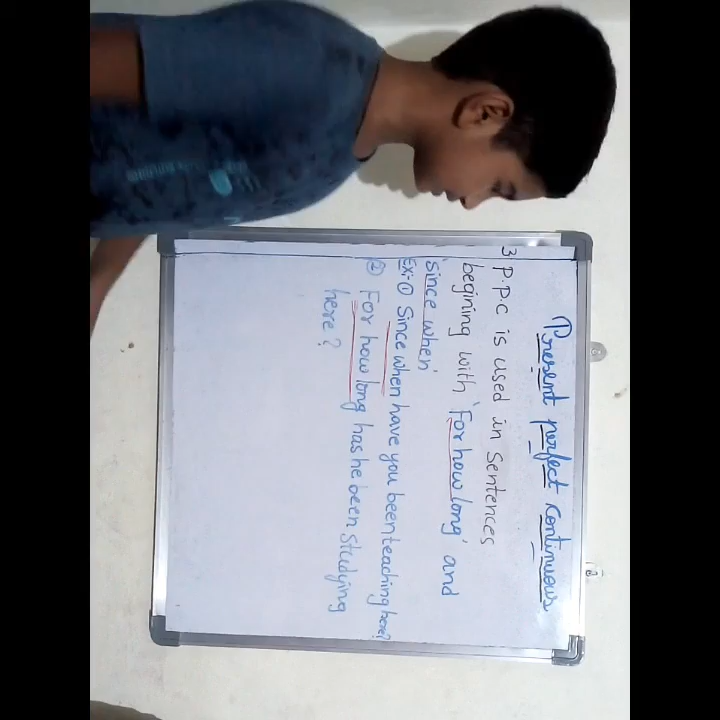 Present perfect continuous
3 P.P.C is used in sentences
begining with 'For how long' and
'since when'
Ex:- ① Since when have you been teaching here?
② For how long has he been studying
here?